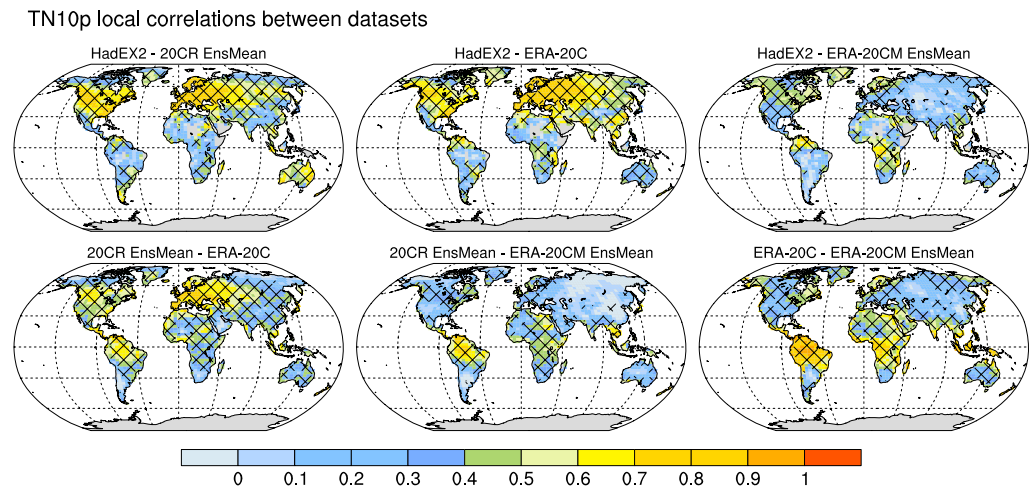 TN10p local correlations between datasets
HadEX2 - 20CR EnsMean
HadEX2 - ERA-20C
HadEX2 - ERA-20CM EnsMean
20CR EnsMean - ERA-20C
20CR EnsMean - ERA-20CM EnsMean
ERA-20C - ERA-20CM EnsMean
0 0.1 0.2 0.3 0.4 0.5 0.6 0.7 0.8 0.9 1